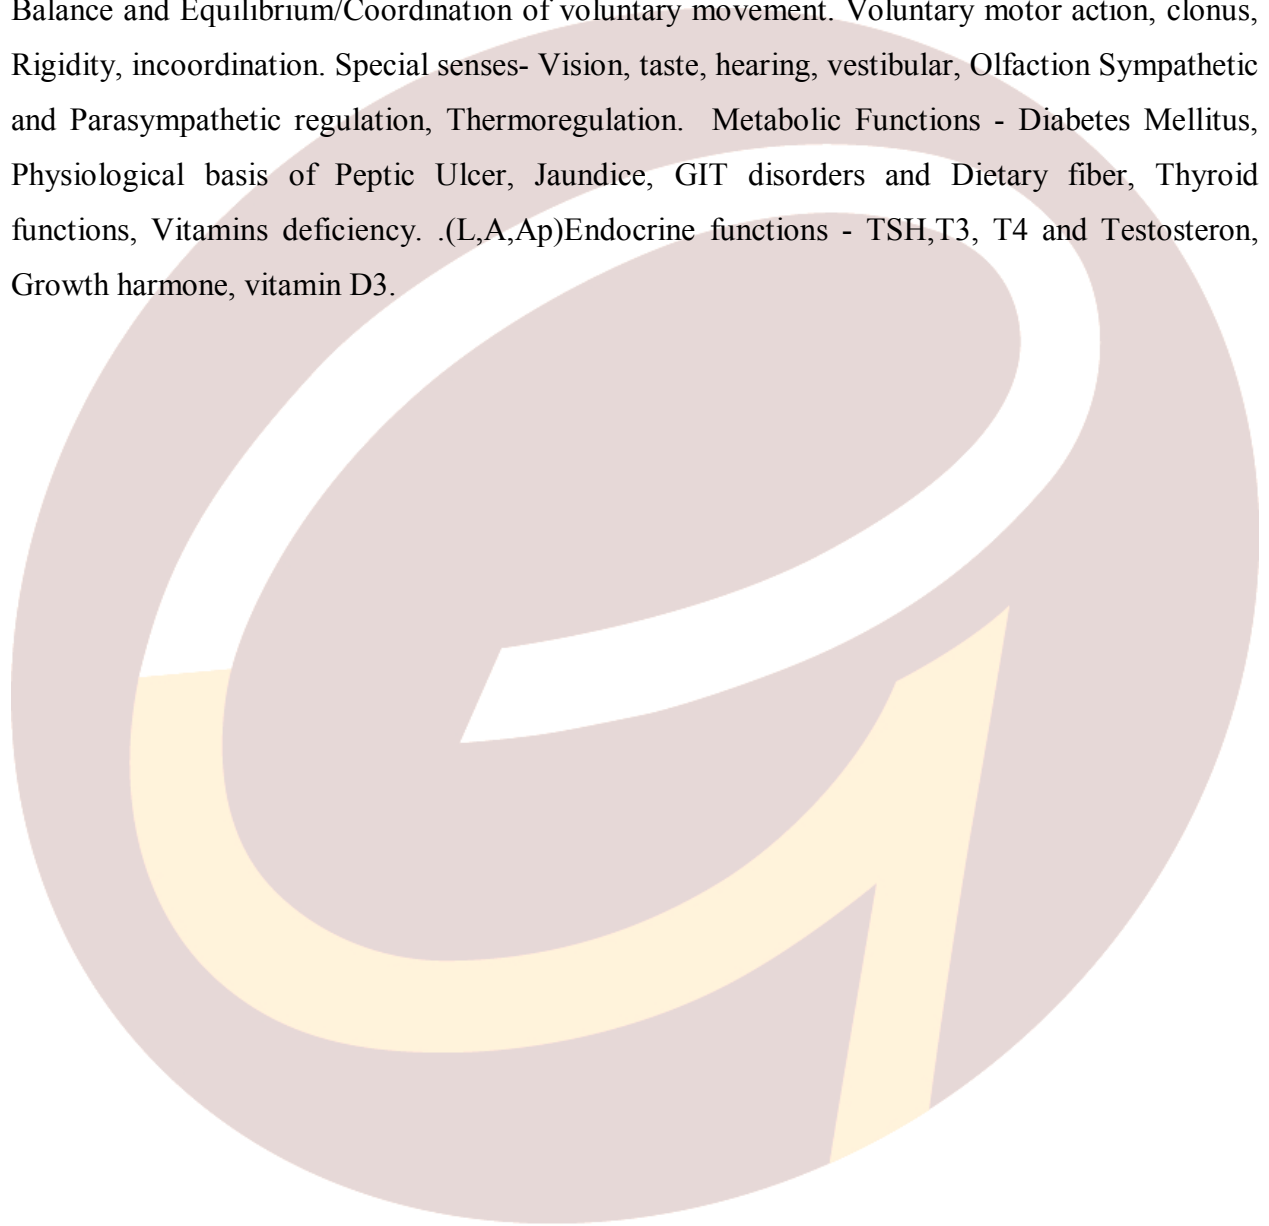 Balance and Equilibrium/Coordination of voluntary movement. Voluntary motor action, clonus,
Rigidity, incoordination. Special senses- Vision, taste, hearing, vestibular, Olfaction Sympathetic
and Parasympathetic regulation, Thermoregulation. Metabolic Functions - Diabetes Mellitus,
Physiological basis of Peptic Ulcer, Jaundice, GIT disorders and Dietary fiber, Thyroid
functions, Vitamins deficiency. .(L,A,Ap)Endocrine functions - TSH,T3, T4 and Testosteron,
Growth harmone, vitamin D3.